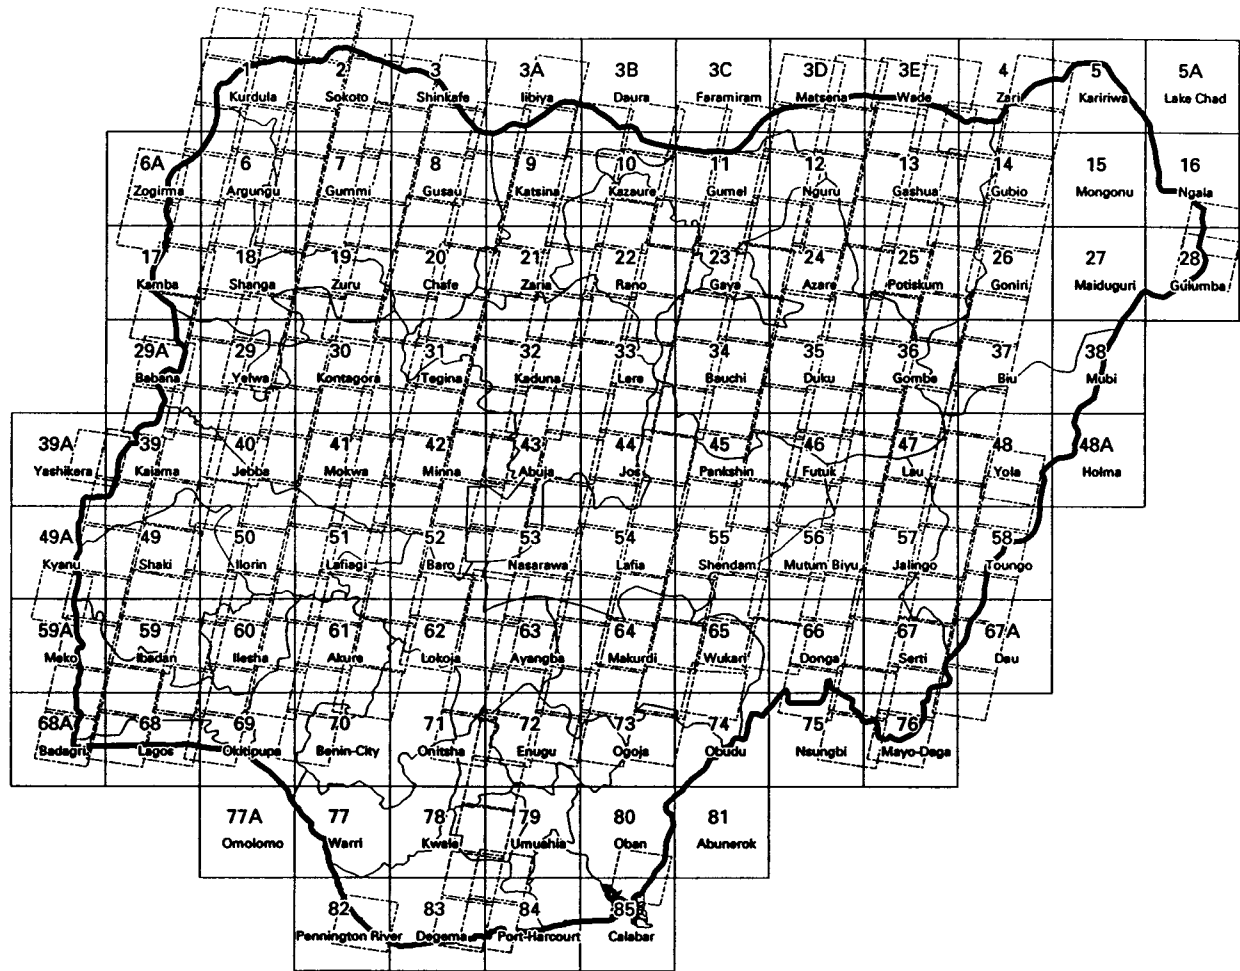 1 2 3 3A 3B 3C 3D 3E 4 5 5A
Kurdula Sokoto Shinkafe Jibiya Daura Faramiram Matsena Wade Zari Kaririwa Lake Chad
6A 6 7 8 9 10 11 12 13 14 15 16
Zogirma Argungu Gummi Gusau Katsina Kazaure Gumel Nguru Gashua Gubio Mongonu Ngala
17 18 19 20 21 22 23 24 25 26 27 28
Kamba Shanga Zuru Chafe Zaria Rano Gaya Azare Potiskum Goniri Maiduguri Gulumba
29A 29 30 31 32 33 34 35 36 37 38
Babana Yelwa Kontagora Tegina Kaduna Lere Bauchi Duku Gombe Biu Mubi
39A 39 40 41 42 43 44 45 46 47 48 48A
Yashikera Kaiama Jebba Mokwa Minna Abuja Jos Pankshin Futuk Lau Yola Holma
49A 49 50 51 52 53 54 55 56 57 58
Kyanu Shaki Ilorin Lafiagi Baro Nasarawa Lafia Shendam Mutum Biyu Jalingo Toungo
59A 59 60 61 62 63 64 65 66 67 67A
Meko Ibadan Ilesha Akure Lokoja Ayangba Makurdi Wukari Donga Serti Dau
68A 68 69 70 71 72 73 74 75 76
Badagri Lagos Okitipupa Benin-City Onitsha Enugu Ogoja Obudu Nsungbi Mayo-Daga
77A 77 78 79 80 81
Omolomo Warri Kwale Umuahia Oban Abunerok
82 83 84 85
Pennington River Degema Port-Harcourt Calabar